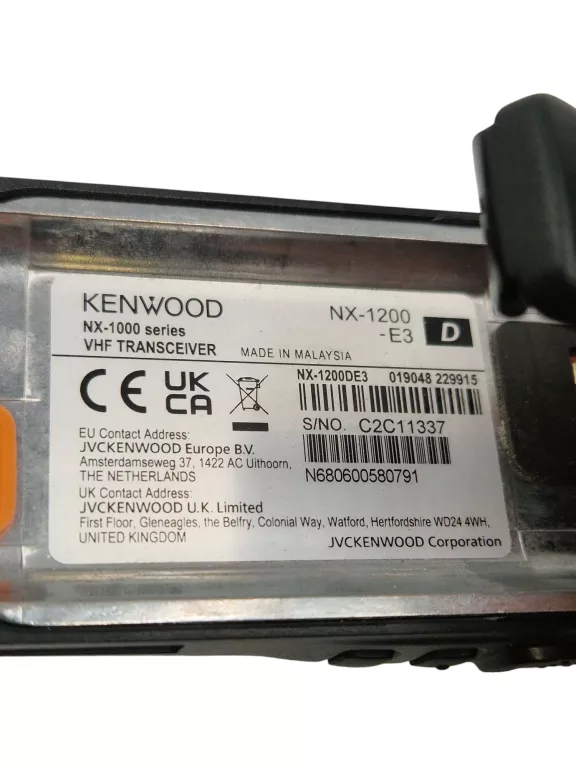 KENWOOD
NX-1000 series
VHF TRANSCEIVER
MADE IN MALAYSIA
NX-1200
-E3
D
CE
UK
CA
NX-1200DE3 019048 229915
S/NO. C2C11337
N680600580791
EU Contact Address:
JVCKENWOOD Europe B.V.
Amsterdamseweg 37, 1422 AC Uithoorn,
THE NETHERLANDS
UK Contact Address:
JVCKENWOOD U.K. Limited
First Floor, Gleneagles, the Belfry, Colonial Way, Watford, Hertfordshire WD24 4WH,
UNITED KINGDOM
JVCKENWOOD Corporation